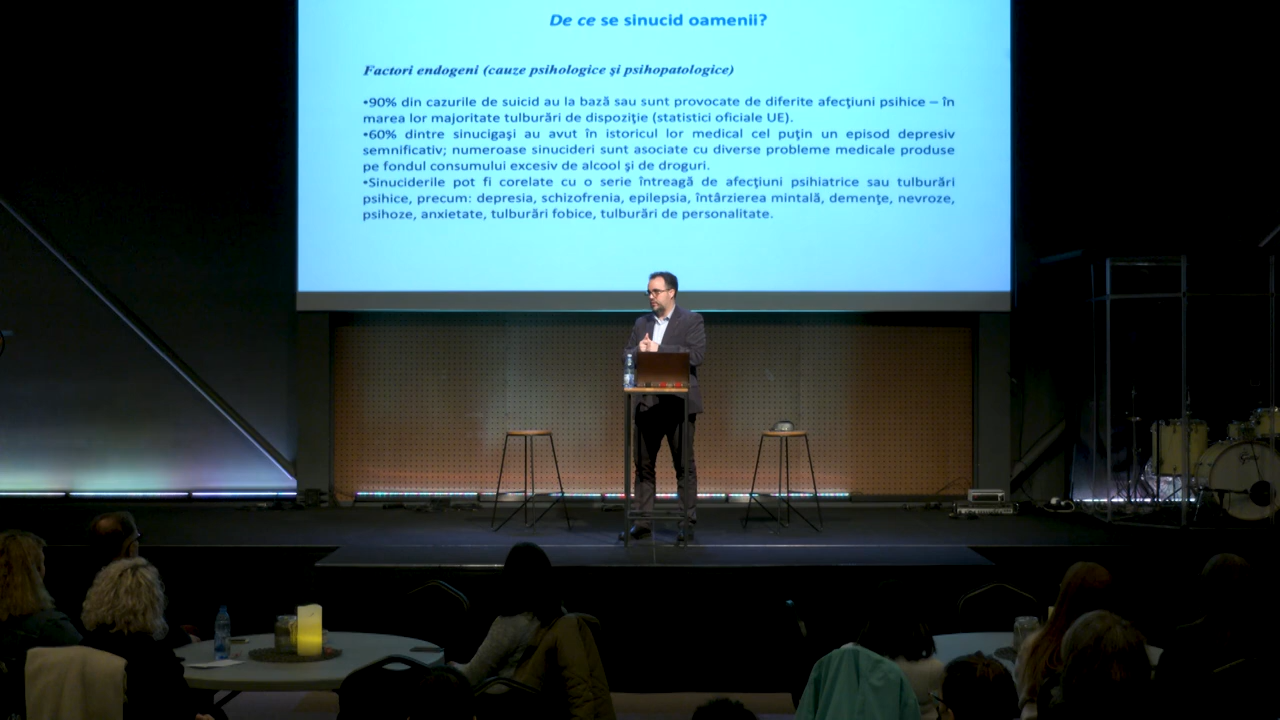 De ce se sinucid oamenii?
Factori endogeni (cauze psihologice şi psihopatologice)
•90% din cazurile de suicid au la bază sau sunt provocate de diferite afecţiuni psihice – în
marea lor majoritate tulburări de dispoziţie (statistici oficiale UE).
•60% dintre sinucigaşi au avut în istoricul lor medical cel puţin un episod depresiv
semnificativ; numeroase sinucideri sunt asociate cu diverse probleme medicale produse
pe fondul consumului excesiv de alcool şi de droguri.
•Sinuciderile pot fi corelate cu o serie întreagă de afecţiuni psihiatrice sau tulburări
psihice, precum: depresia, schizofrenia, epilepsia, întârzierea mintală, demenţe, nevroze,
psihoze, anxietate, tulburări fobice, tulburări de personalitate.